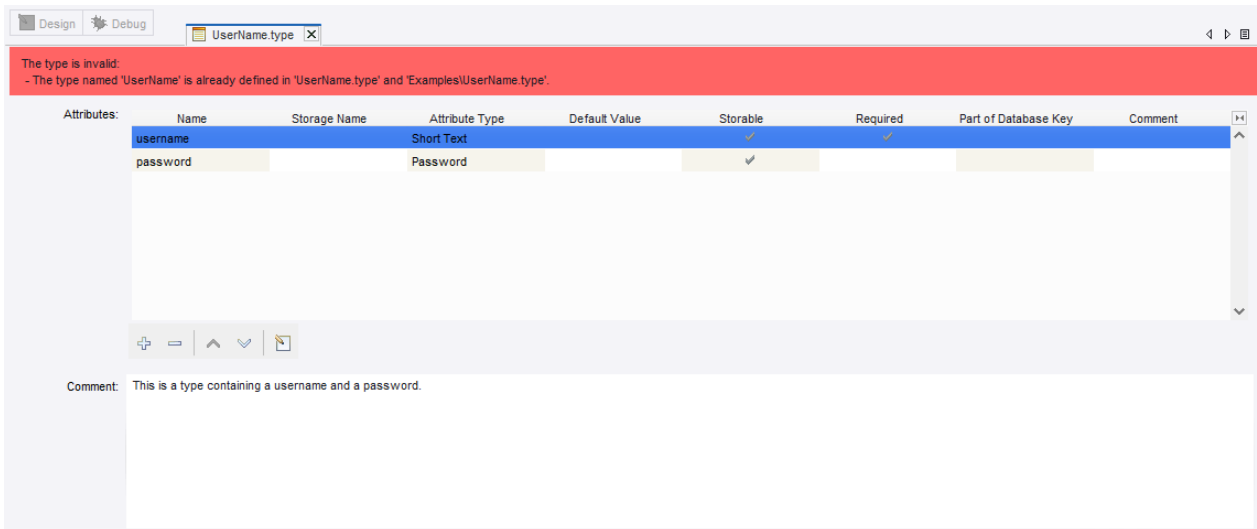 Design Debug
UserName.type
The type is invalid:
- The type named 'UserName' is already defined in 'UserName.type' and 'Examples\UserName.type'.
Attributes: Name Storage Name Attribute Type Default Value Storable Required Part of Database Key Comment
username Short Text
password Password
Comment: This is a type containing a username and a password.